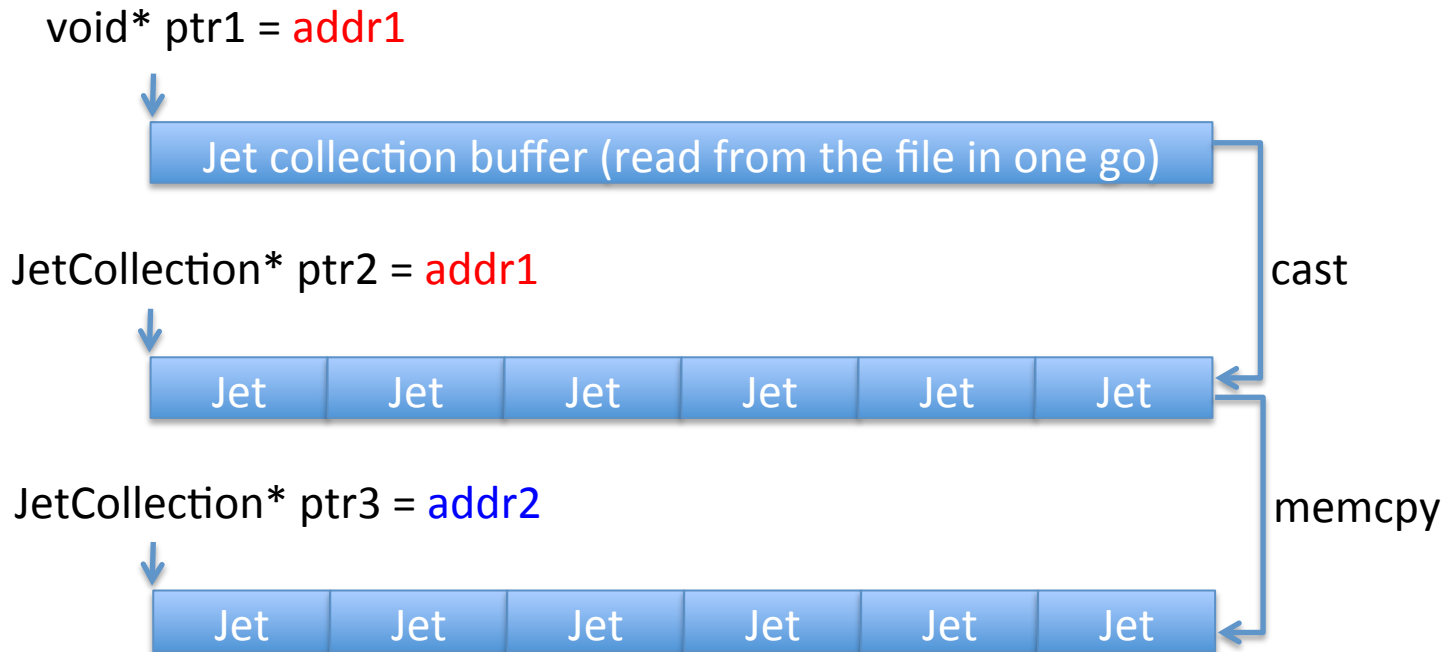 void* ptr1 = addr1
Jet collection buffer (read from the file in one go)
JetCollection* ptr2 = addr1
cast
Jet Jet Jet Jet Jet Jet
JetCollection* ptr3 = addr2
memcpy
Jet Jet Jet Jet Jet Jet